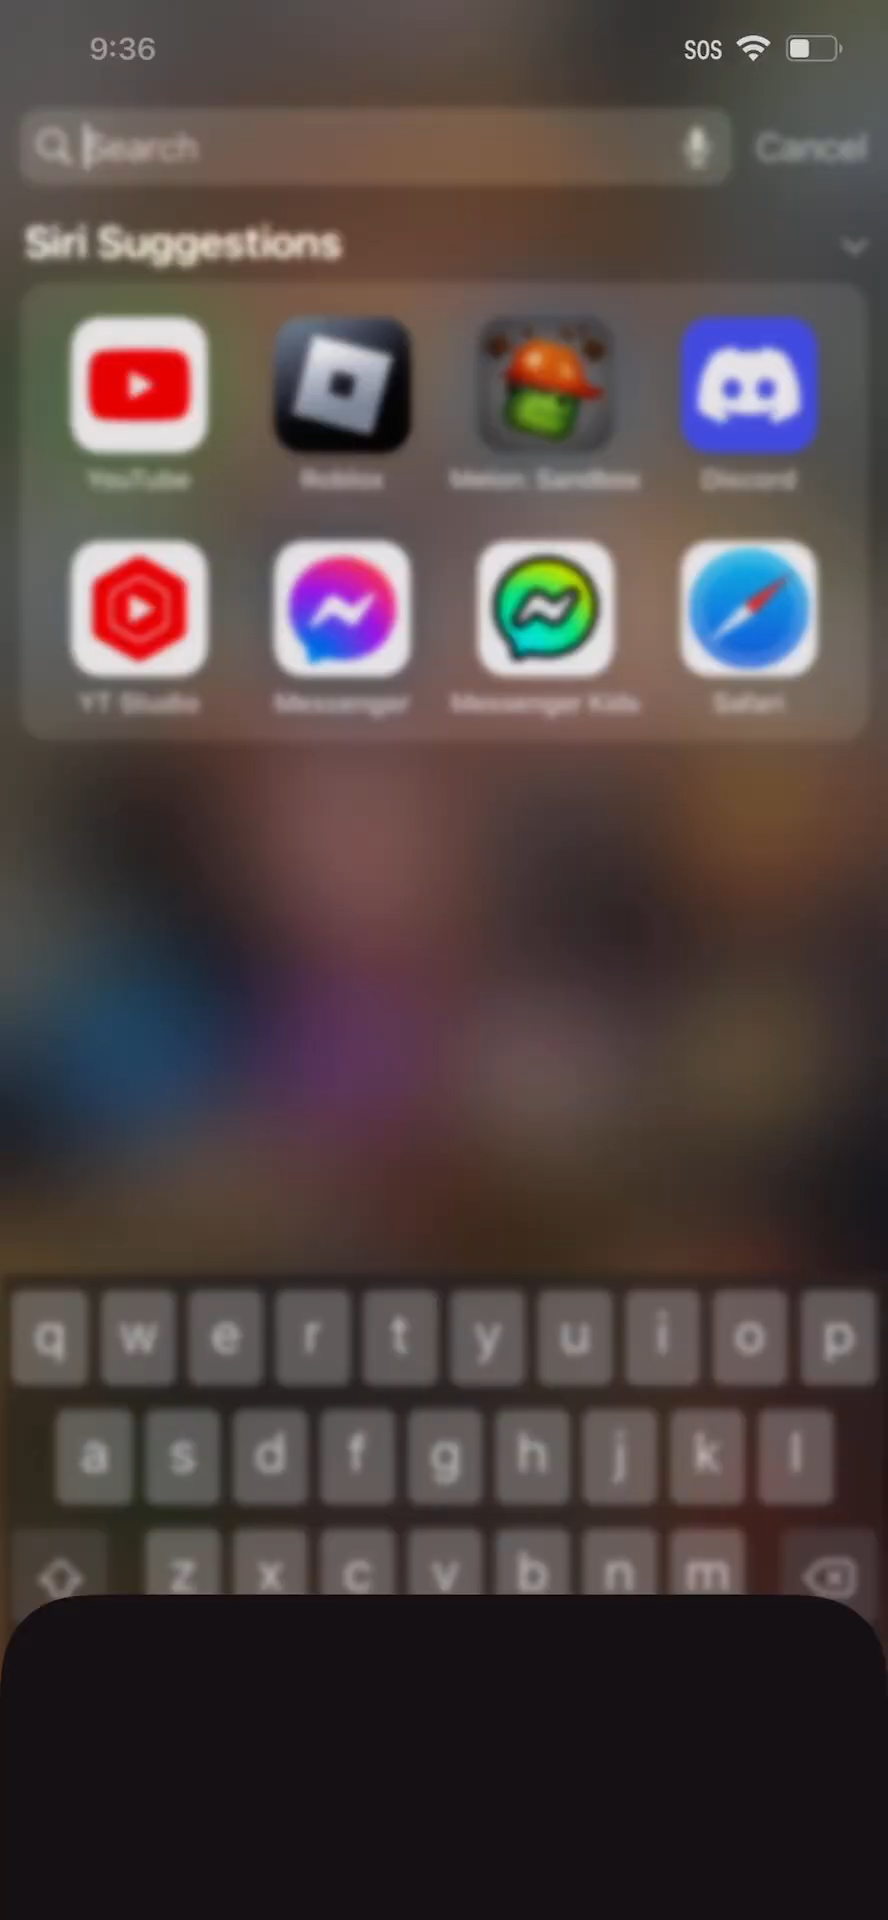 9:36
SOS
Search
Cancel
Siri Suggestions
YouTube
Roblox
Melon Sandbox
Discord
YT Studio
Messenger
Messenger Kids
Safari
q w e r t y u i o p
a s d f g h j k l
z x c v b n m